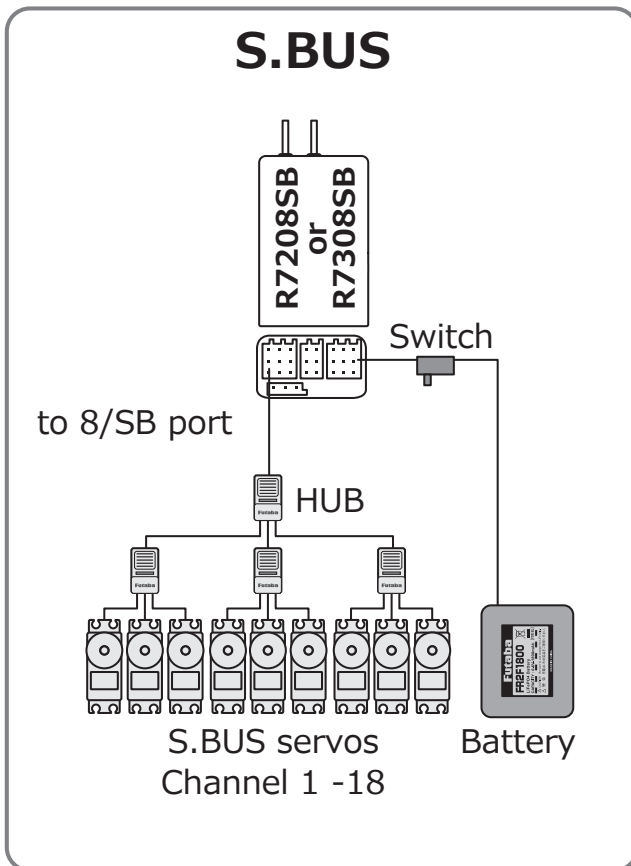 S.BUS
R7208SB
or
R7308SB
Switch
to 8/SB port
HUB
Futaba
Futaba
Futaba
Futaba
Futaba
FR2F1800
S.BUS servos
Channel 1 -18
Battery